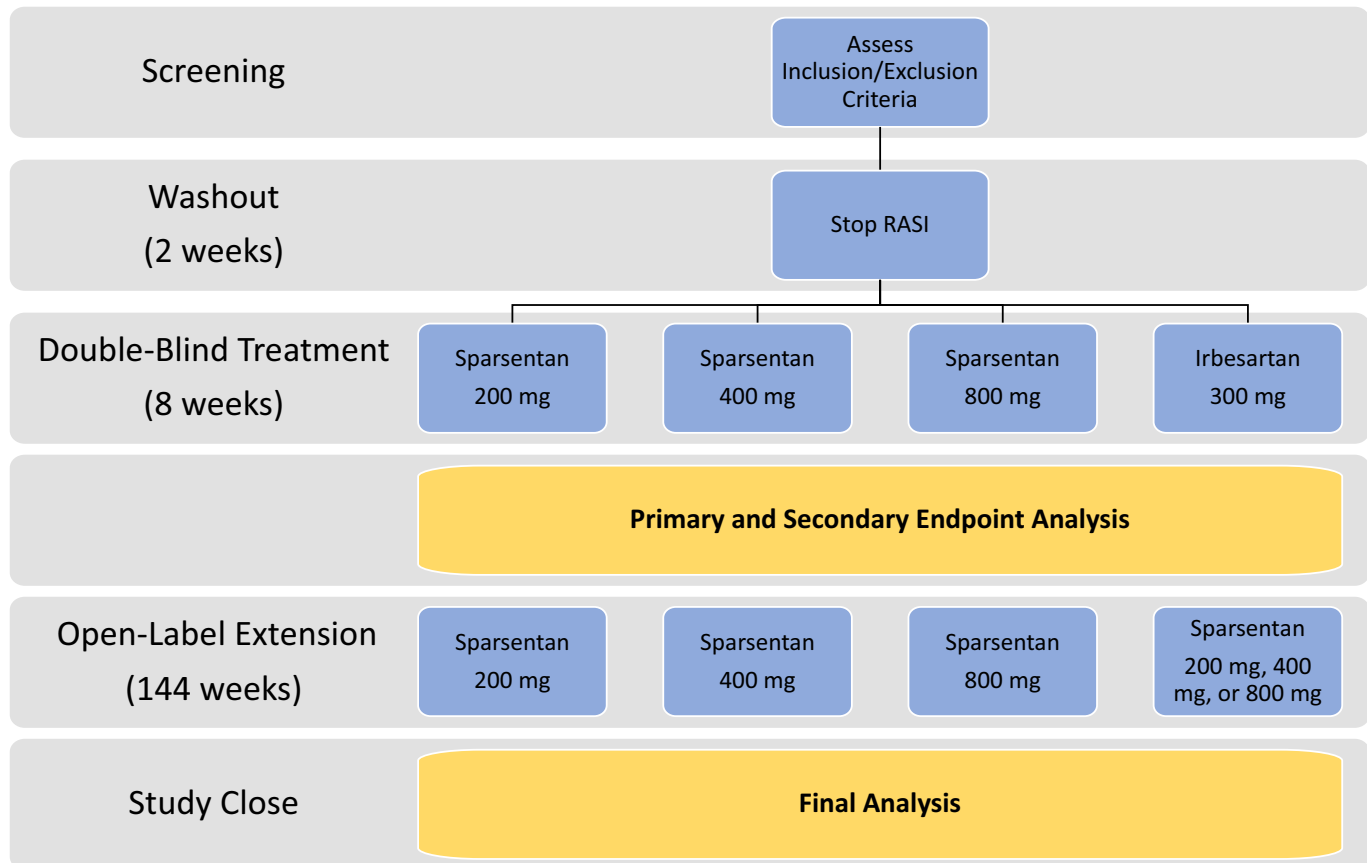 Screening
Assess
Inclusion/Exclusion
Criteria
Washout
(2 weeks)
Stop RASI
Double-Blind Treatment
(8 weeks)
Sparsentan
200 mg
Sparsentan
400 mg
Sparsentan
800 mg
Irbesartan
300 mg
Primary and Secondary Endpoint Analysis
Open-Label Extension
(144 weeks)
Sparsentan
200 mg
Sparsentan
400 mg
Sparsentan
800 mg
Sparsentan
200 mg, 400
mg, or 800 mg
Study Close
Final Analysis